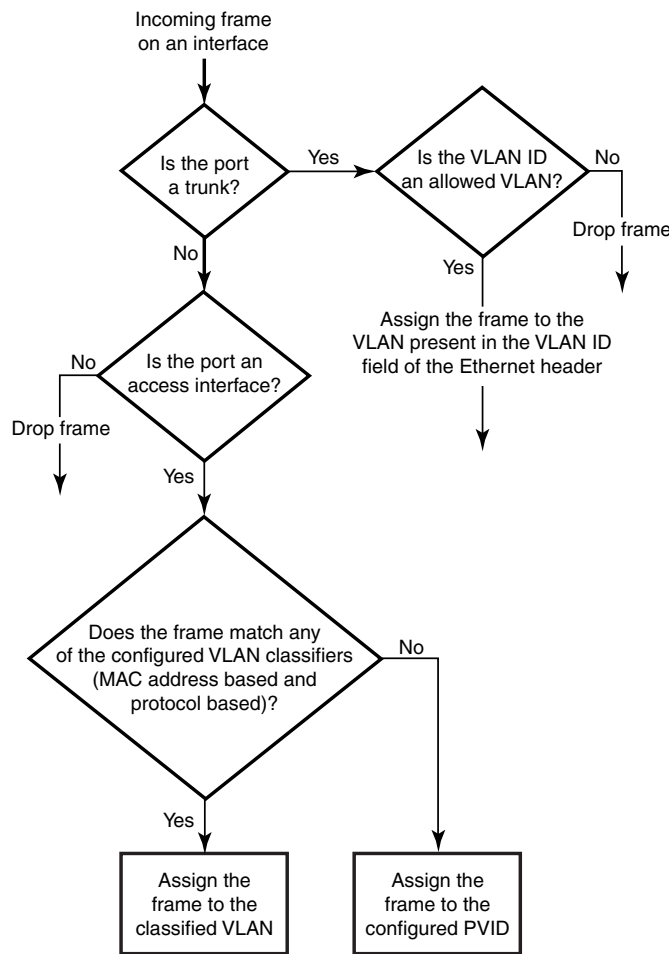 Incoming frame
on an interface
Is the port
a trunk?
Yes
Is the VLAN ID
an allowed VLAN?
No
Drop frame
No
Yes
Assign the frame to the
VLAN present in the VLAN ID
field of the Ethernet header
Is the port an
access interface?
No
Drop frame
Yes
Does the frame match any
of the configured VLAN classifiers
(MAC address based and
protocol based)?
No
Yes
Assign the
frame to the
classified VLAN
Assign the
frame to the
configured PVID